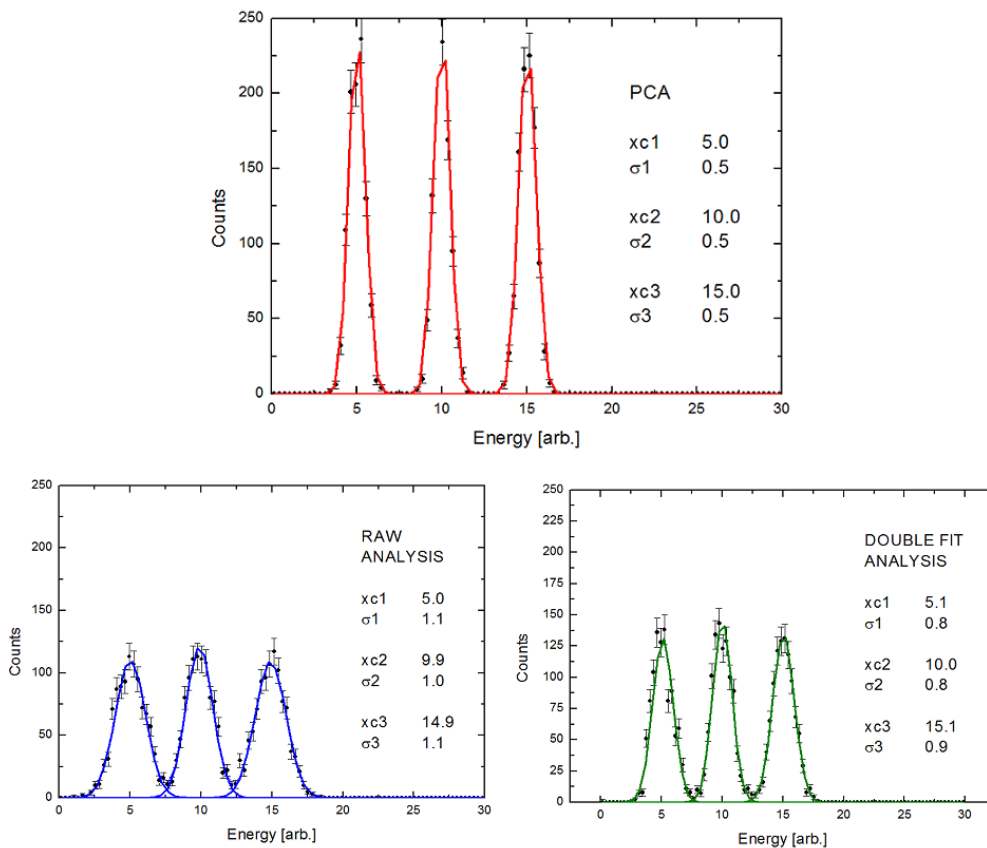 250
200
150
100
50
0
Counts
PCA
xc1 5.0
σ1 0.5
xc2 10.0
σ2 0.5
xc3 15.0
σ3 0.5
0 5 10 15 20 25 30
Energy [arb.]
250
200
150
100
50
0
Counts
RAW
ANALYSIS
xc1 5.0
σ1 1.1
xc2 9.9
σ2 1.0
xc3 14.9
σ3 1.1
0 5 10 15 20 25 30
Energy [arb.]
250
225
200
175
150
125
100
75
50
25
0
Counts
DOUBLE FIT
ANALYSIS
xc1 5.1
σ1 0.8
xc2 10.0
σ2 0.8
xc3 15.1
σ3 0.9
0 5 10 15 20 25 30
Energy [arb.]